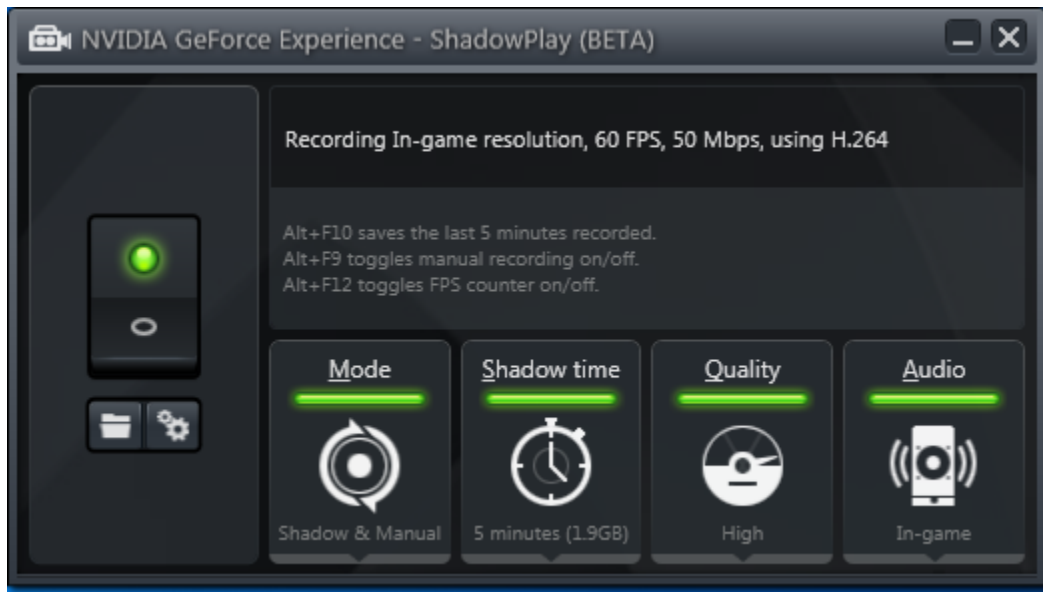 NVIDIA GeForce Experience - ShadowPlay (BETA)
Recording In-game resolution, 60 FPS, 50 Mbps, using H.264
Alt+F10 saves the last 5 minutes recorded.
Alt+F9 toggles manual recording on/off.
Alt+F12 toggles FPS counter on/off.
Mode
Shadow time
Quality
Audio
Shadow & Manual
5 minutes (1.9GB)
High
In-game